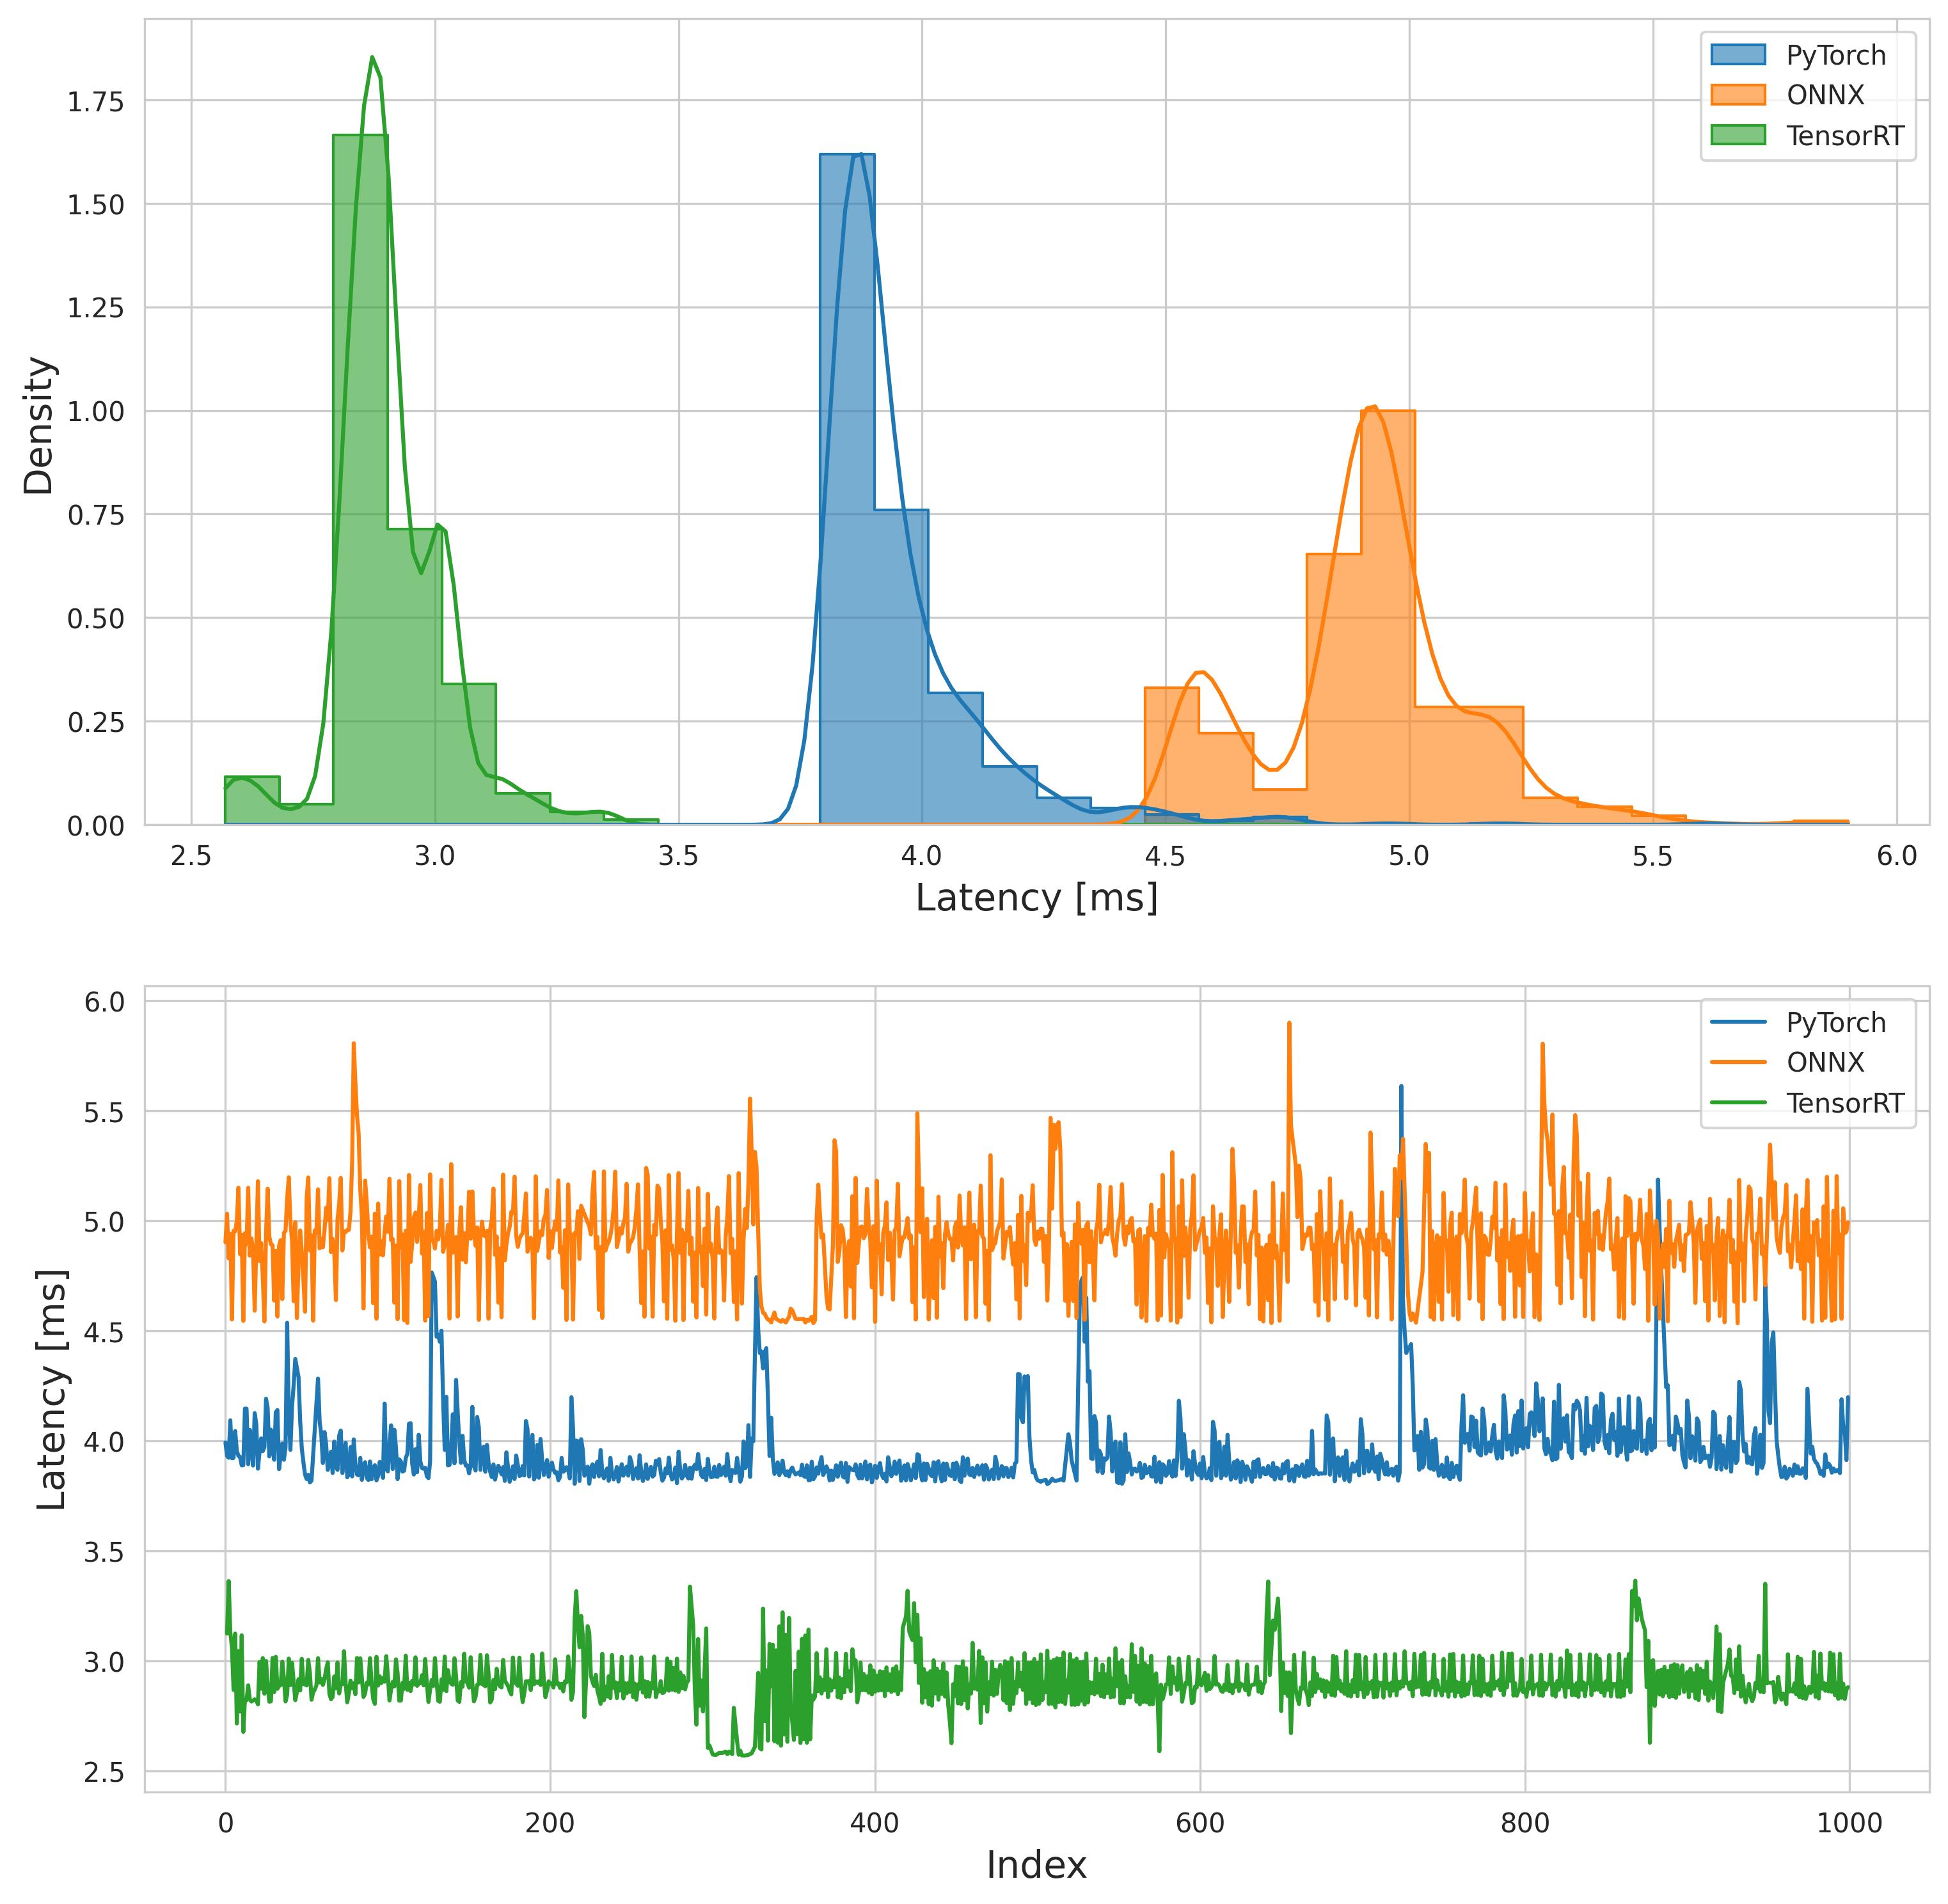 PyTorch
ONNX
TensorRT
1.75
1.50
1.25
1.00
0.75
0.50
0.25
0.00
Density
2.5 3.0 3.5 4.0 4.5 5.0 5.5 6.0
Latency [ms]
PyTorch
ONNX
TensorRT
6.0
5.5
5.0
4.5
4.0
3.5
3.0
2.5
Latency [ms]
0 200 400 600 800 1000
Index